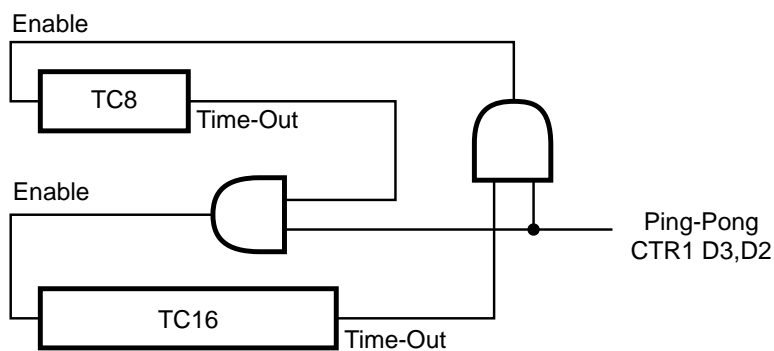 Enable
TC8
Time-Out
Enable
Ping-Pong
CTR1 D3,D2
TC16
Time-Out